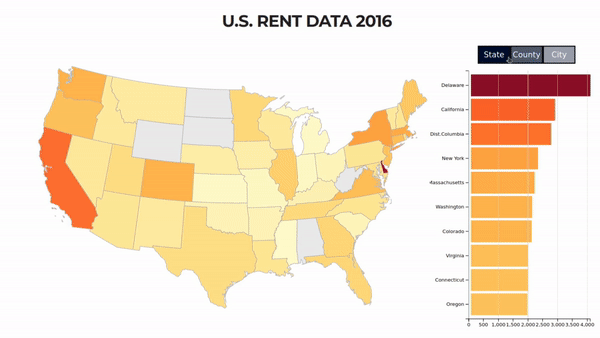 U.S. RENT DATA 2016
State County City
Delaware
California
Dist.Columbia
New York
Massachusetts
Washington
Colorado
Virginia
Connecticut
Oregon
0 500 1,000 1,500 2,000 2,500 3,000 3,500 4,000